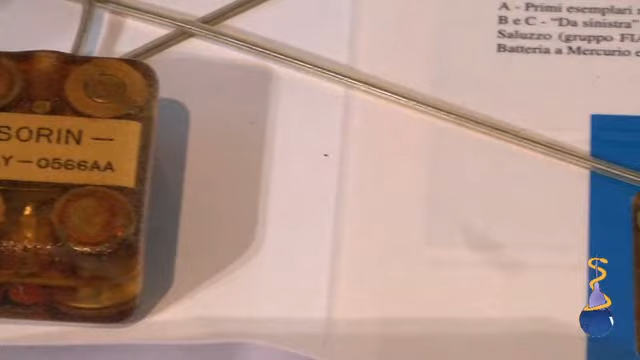 SORIN —
Y — 0566AA
A - Primi esemplari
B e C - "Da sinistra"
Saluzzo (gruppo FIA
Batteria a Mercurio e